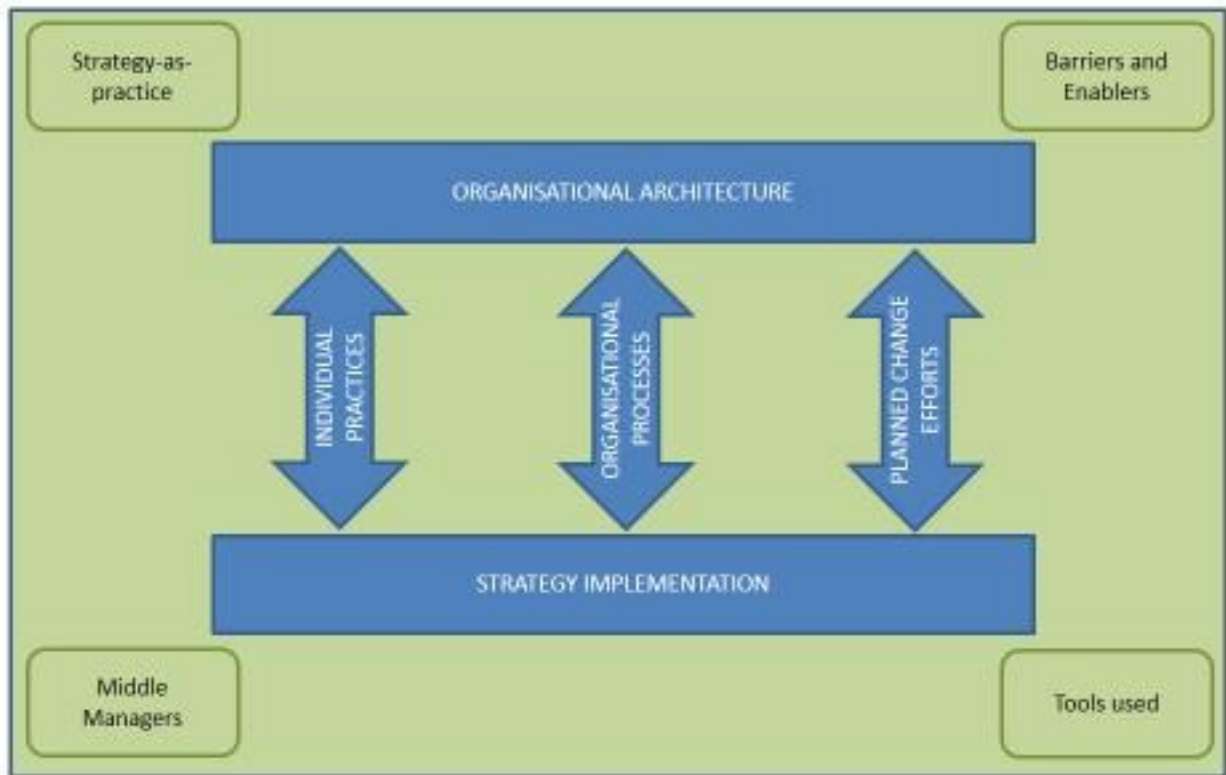 Strategy-as-
practice
Barriers and
Enablers
ORGANISATIONAL ARCHITECTURE
INDIVIDUAL
PRACTICES
ORGANISATIONAL
PROCESSES
PLANNED CHANGE
EFFORTS
STRATEGY IMPLEMENTATION
Middle
Managers
Tools used